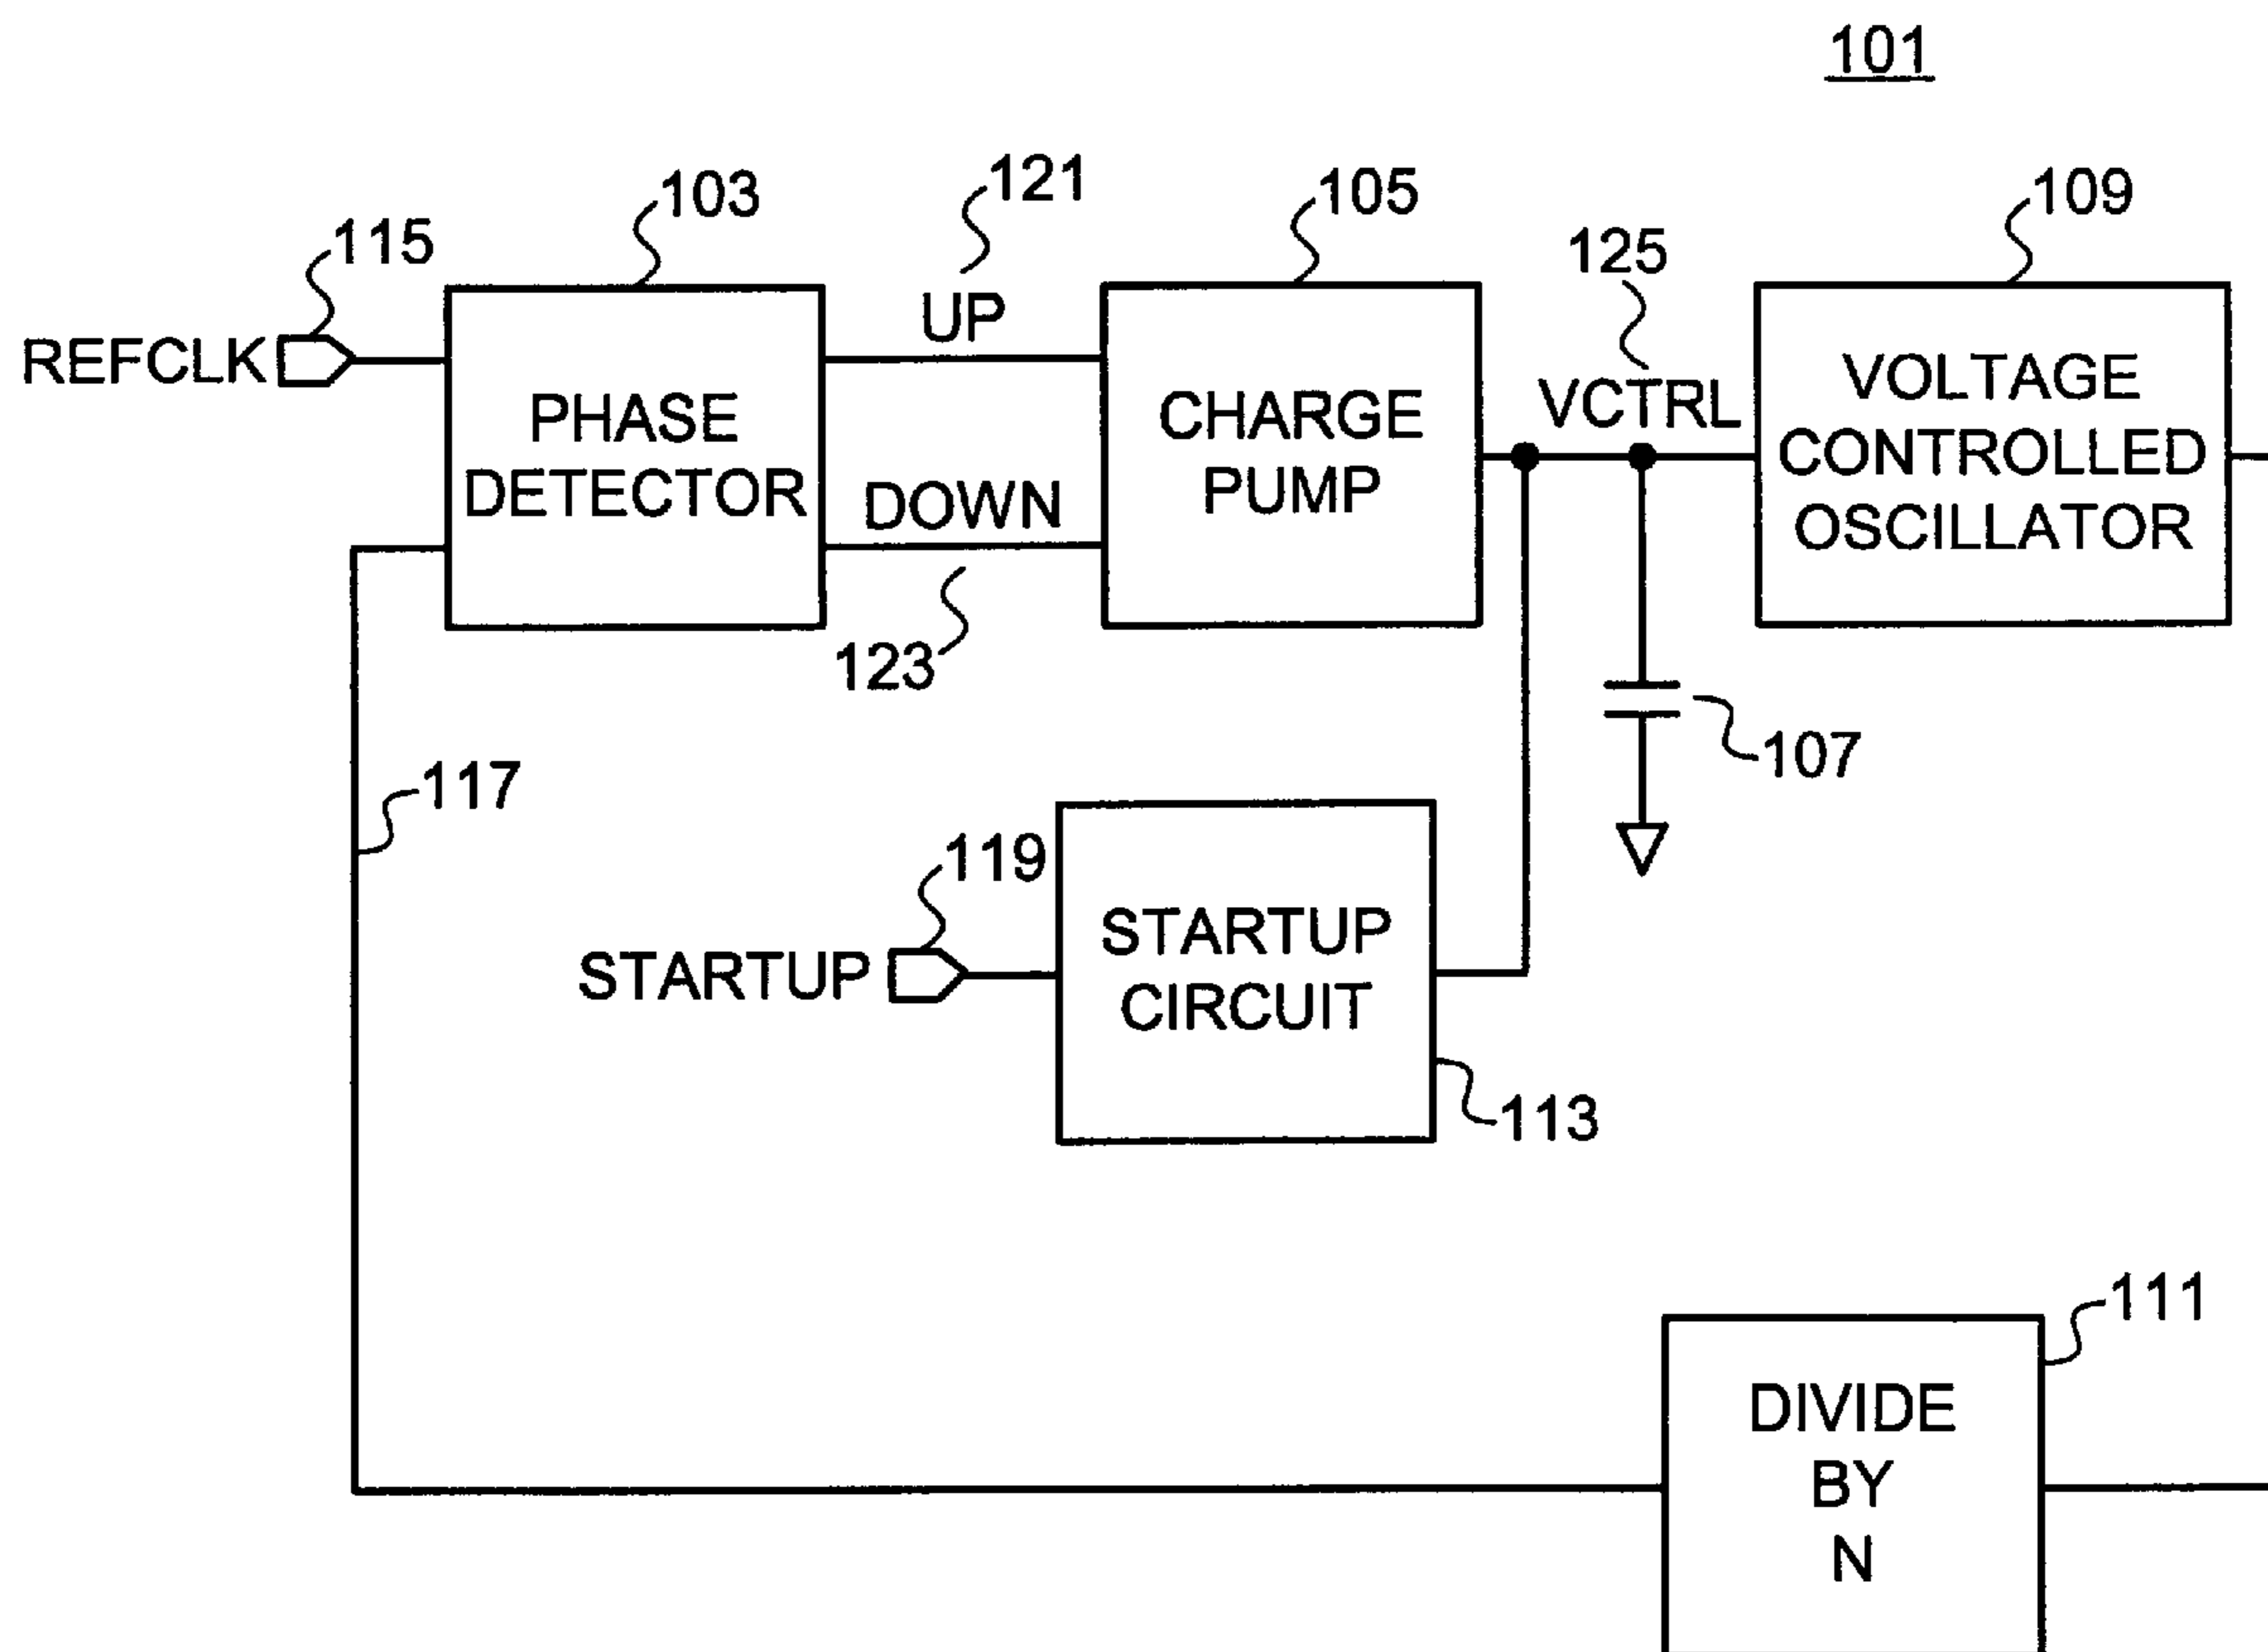 101
103
121
105
109
115
125
UP
REFCLK
PHASE
DETECTOR
CHARGE
PUMP
VCTRL
VOLTAGE
CONTROLLED
OSCILLATOR
DOWN
123
107
117
119
STARTUP
STARTUP
CIRCUIT
113
111
DIVIDE
BY
N